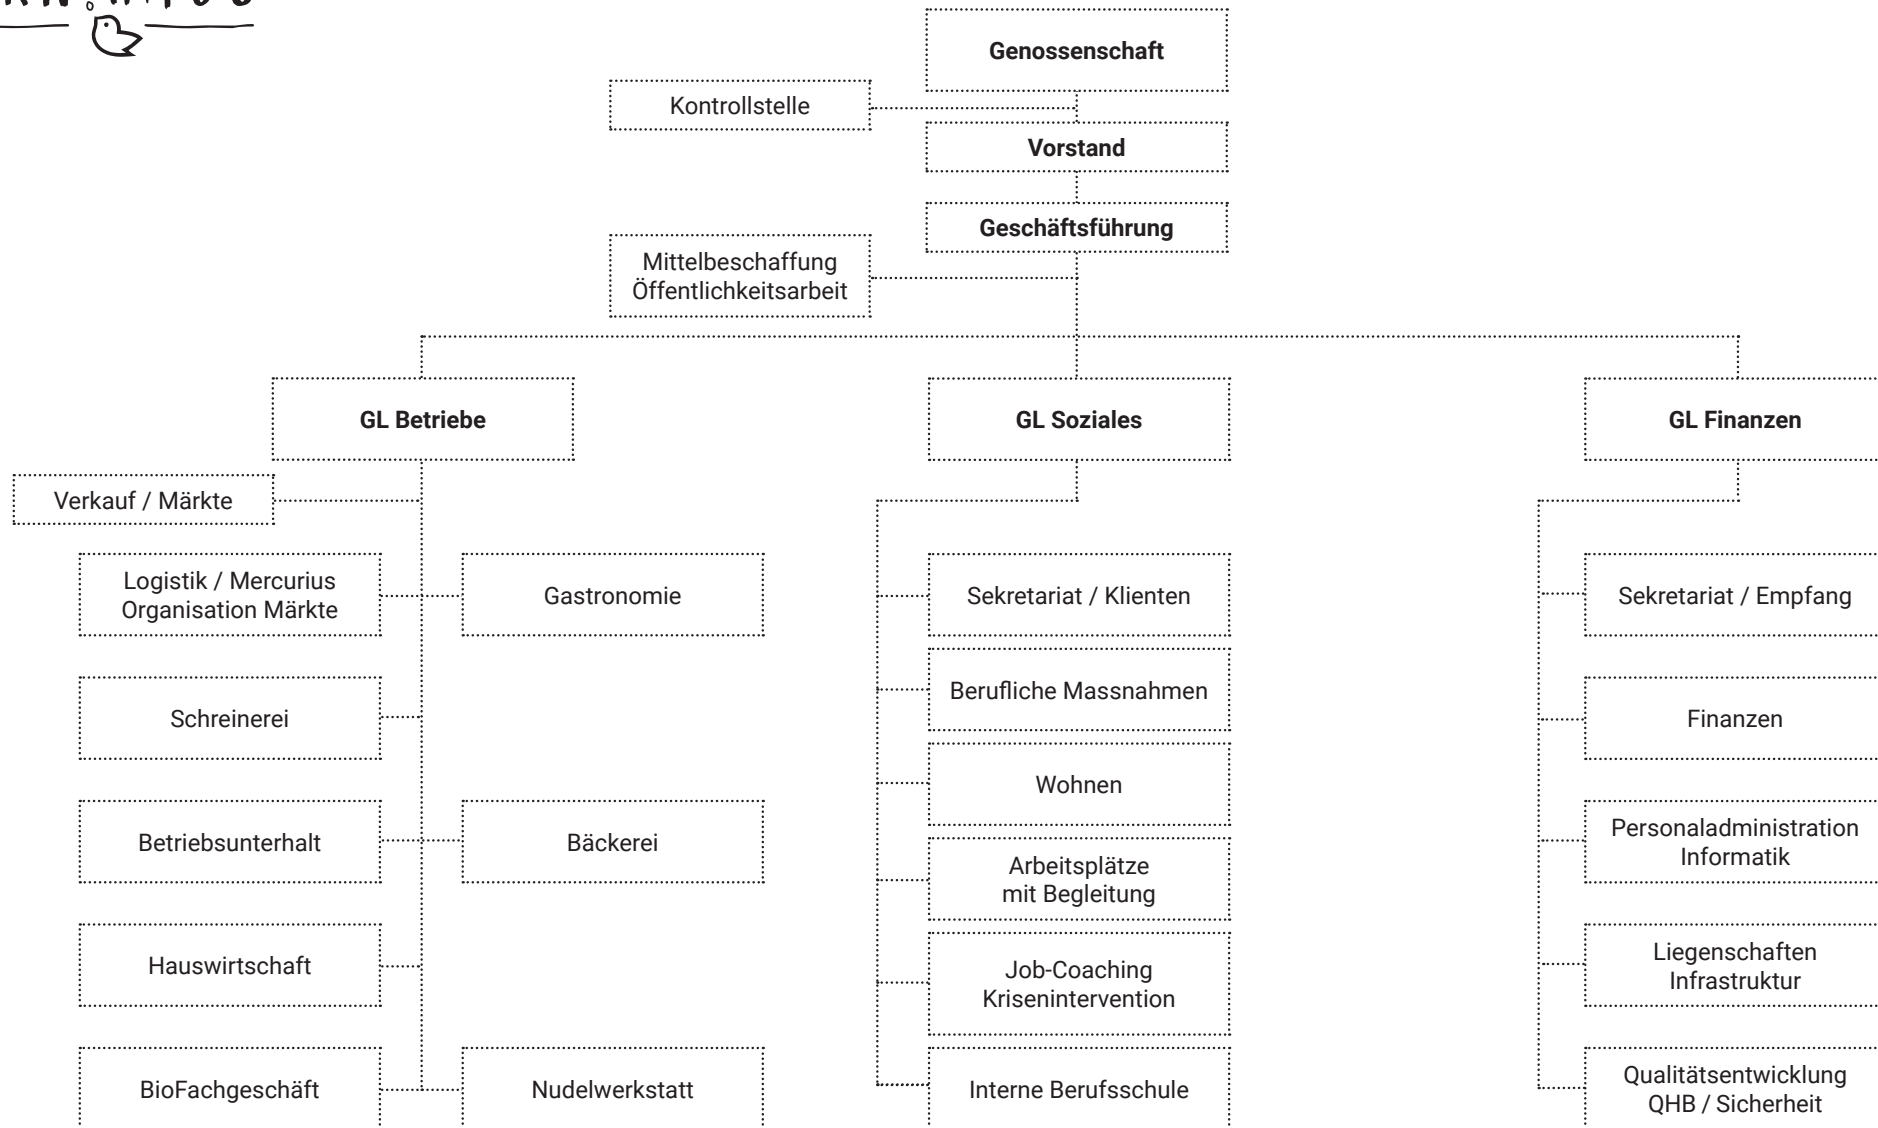 Genossenschaft
Kontrollstelle
Vorstand
Geschäftsführung
Mittelbeschaffung
Öffentlichkeitsarbeit
GL Betriebe
GL Soziales
GL Finanzen
Verkauf / Märkte
Logistik / Mercurius
Organisation Märkte
Gastronomie
Schreinerei
Betriebsunterhalt
Bäckerei
Hauswirtschaft
BioFachgeschäft
Nudelwerkstatt
Sekretariat / Klienten
Berufliche Massnahmen
Wohnen
Arbeitsplätze
mit Begleitung
Job-Coaching
Krisenintervention
Interne Berufsschule
Sekretariat / Empfang
Finanzen
Personaladministration
Informatik
Liegenschaften
Infrastruktur
Qualitätsentwicklung
QHB / Sicherheit